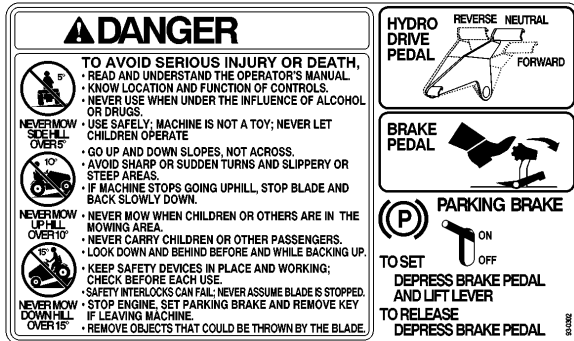 DANGER
TO AVOID SERIOUS INJURY OR DEATH,
• READ AND UNDERSTAND THE OPERATOR'S MANUAL.
• KNOW LOCATION AND FUNCTION OF CONTROLS.
• NEVER USE WHEN UNDER THE INFLUENCE OF ALCOHOL
OR DRUGS.
• USE SAFELY; MACHINE IS NOT A TOY; NEVER LET
CHILDREN OPERATE
• GO UP AND DOWN SLOPES, NOT ACROSS.
• AVOID SHARP OR SUDDEN TURNS AND SLIPPERY OR
STEEP AREAS.
• IF MACHINE STOPS GOING UPHILL, STOP BLADE AND
BACK SLOWLY DOWN.
• NEVER MOW WHEN CHILDREN OR OTHERS ARE IN THE
MOWING AREA.
• NEVER CARRY CHILDREN OR OTHER PASSENGERS.
• LOOK DOWN AND BEHIND BEFORE AND WHILE BACKING UP.
• KEEP SAFETY DEVICES IN PLACE AND WORKING;
CHECK BEFORE EACH USE.
• SAFETY INTERLOCKS CAN FAIL; NEVER ASSUME BLADE IS STOPPED.
• STOP ENGINE, SET PARKING BRAKE AND REMOVE KEY
IF LEAVING MACHINE.
• REMOVE OBJECTS THAT COULD BE THROWN BY THE BLADE.
5°
NEVER MOW
SIDE HILL
OVER 5°
10°
NEVER MOW
UP HILL
OVER 10°
15°
NEVER MOW
DOWN HILL
OVER 15°
HYDRO
DRIVE
PEDAL
REVERSE NEUTRAL
FORWARD
BRAKE
PEDAL
P
PARKING BRAKE
ON
OFF
TO SET
DEPRESS BRAKE PEDAL
AND LIFT LEVER
TO RELEASE
DEPRESS BRAKE PEDAL
93-0302